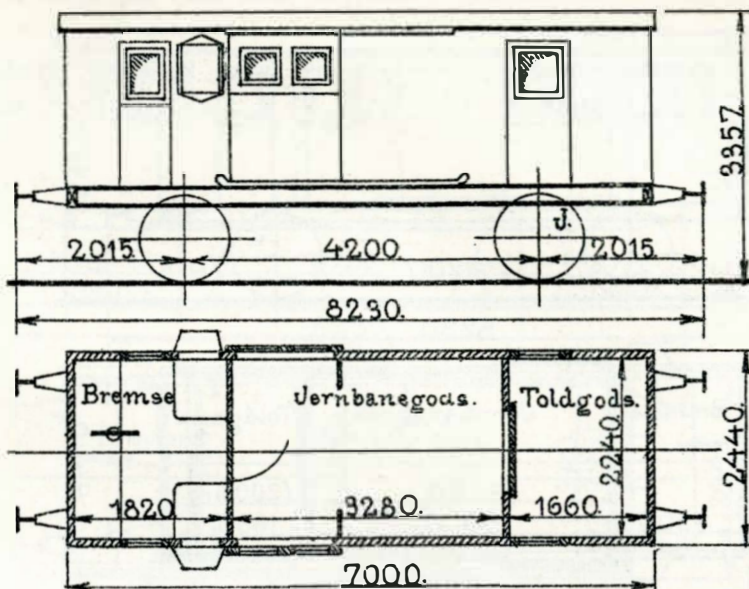 3357.
J.
2015. 4200. 2015.
8230.
Bremse Jernbanegods. Toldgods.
2240.
2440.
1820. 3280. 1660.
7000.